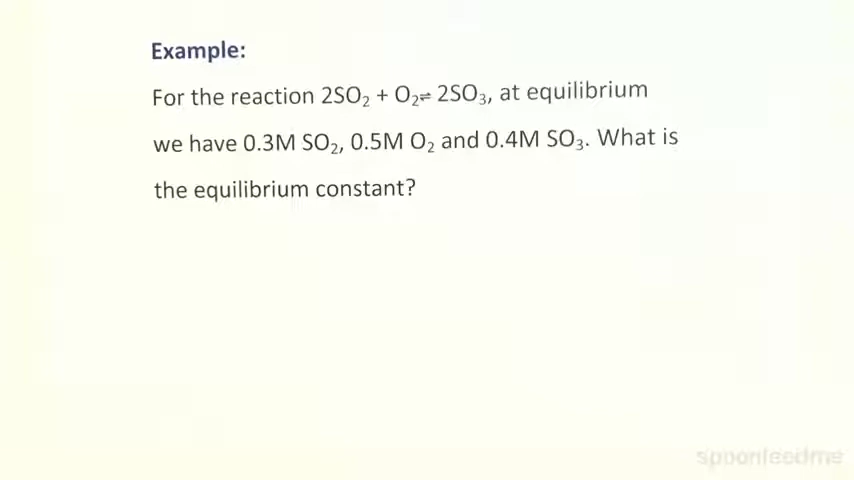 Example:
For the reaction 2SO₂ + O₂⇌ 2SO₃, at equilibrium
we have 0.3M SO₂, 0.5M O₂ and 0.4M SO₃. What is
the equilibrium constant?
spoonfeedme